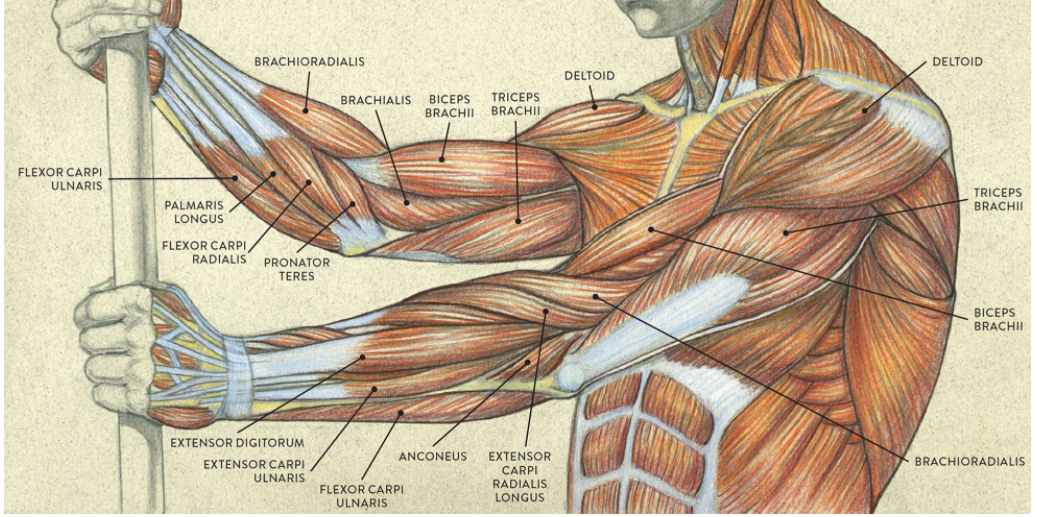 BRACHIORADIALIS
DELTOID
DELTOID
BRACHIALIS
BICEPS
BRACHII
TRICEPS
BRACHII
FLEXOR CARPI
ULNARIS
PALMARIS
LONGUS
FLEXOR CARPI
RADIALIS
PRONATOR
TERES
TRICEPS
BRACHII
BICEPS
BRACHII
EXTENSOR DIGITORUM
EXTENSOR CARPI
ULNARIS
FLEXOR CARPI
ULNARIS
ANCONEUS
EXTENSOR
CARPI
RADIALIS
LONGUS
BRACHIORADIALIS